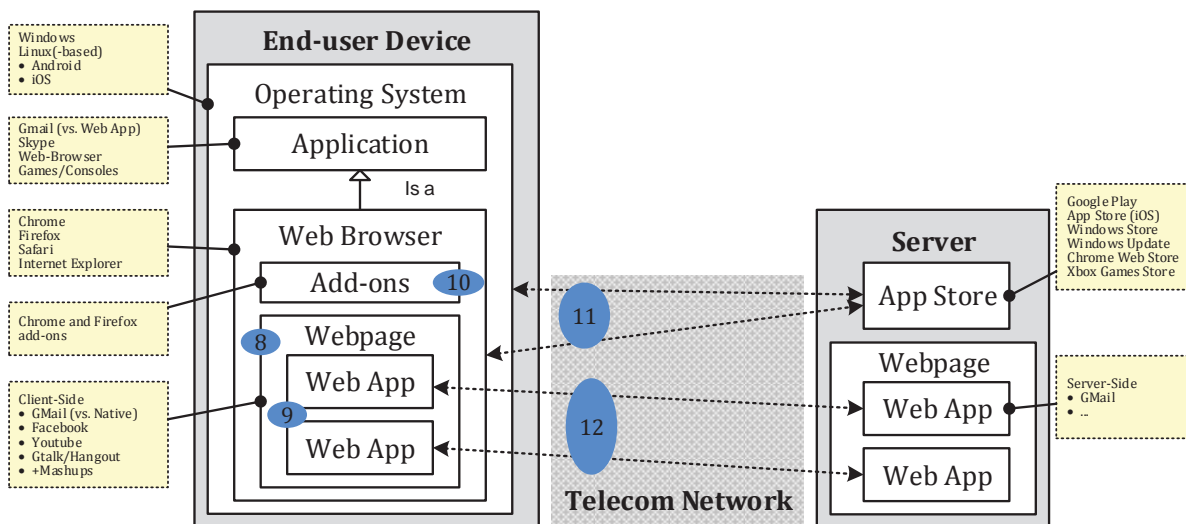 Windows
Linux(-based)
• Android
• iOS
Gmail (vs. Web App)
Skype
Web-Browser
Games/Consoles
Chrome
Firefox
Safari
Internet Explorer
Chrome and Firefox
add-ons
Client-Side
• GMail (vs. Native)
• Facebook
• Youtube
• Gtalk/Hangout
• +Mashups
End-user Device
Operating System
Application
Is a
Web Browser
Add-ons
10
Webpage
8
Web App
9
Web App
11
12
Telecom Network
Server
App Store
Webpage
Web App
Web App
Google Play
App Store (iOS)
Windows Store
Windows Update
Chrome Web Store
Xbox Games Store
Server-Side
• GMail
• ...